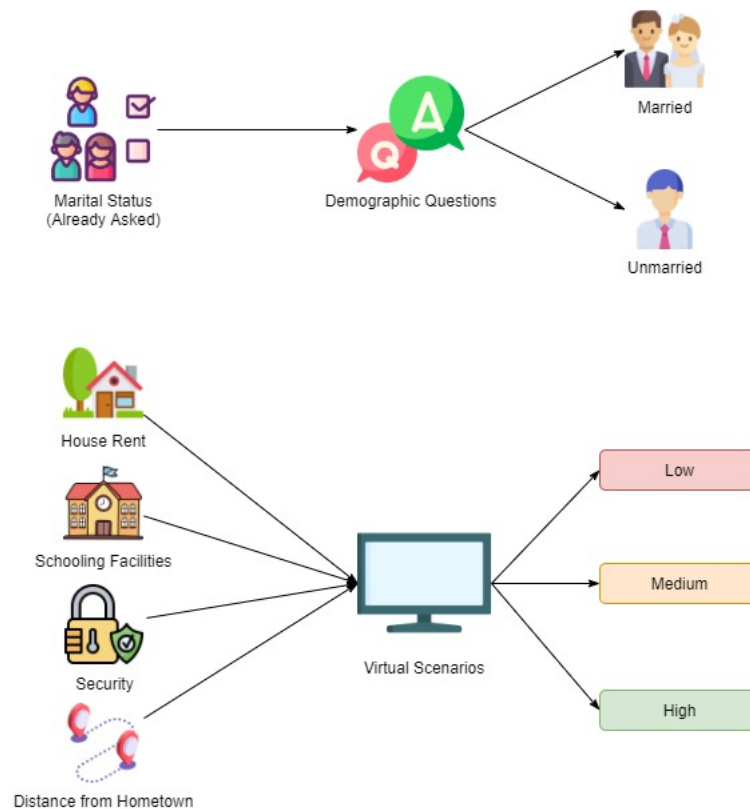 Married
Marital Status
(Already Asked)
Q
A
Demographic Questions
Unmarried
House Rent
Low
Schooling Facilities
Medium
Security
Virtual Scenarios
High
Distance from Hometown